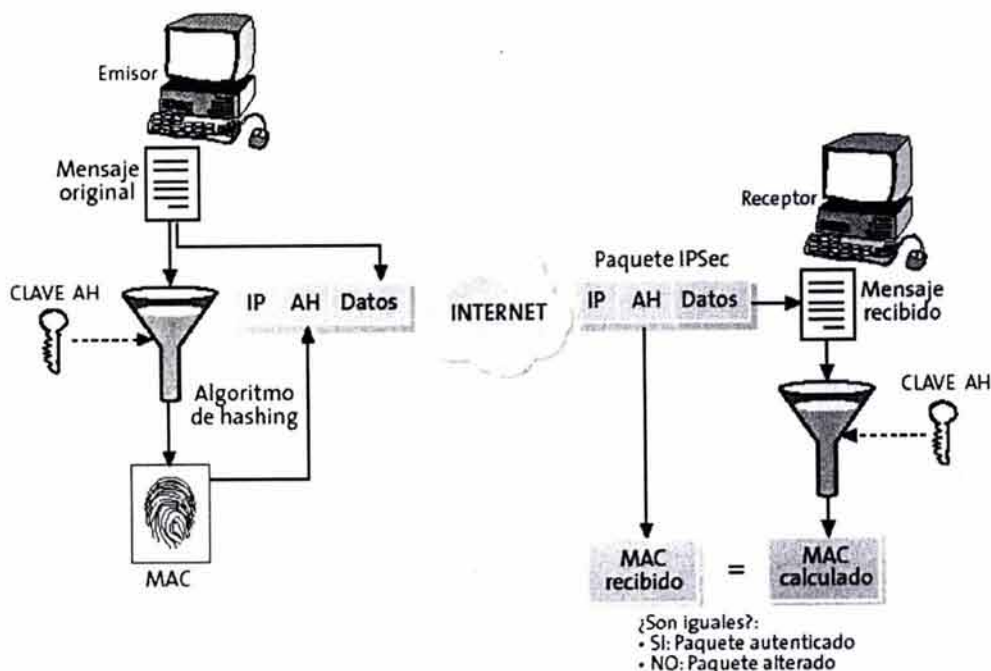 Emisor
Mensaje
original
CLAVE AH
IP AH Datos
Algoritmo
de hashing
MAC
INTERNET
Receptor
Paquete IPSec
IP AH Datos
Mensaje
recibido
CLAVE AH
MAC
recibido
=
MAC
calculado
¿Son iguales?:
• SI: Paquete autenticado
• NO: Paquete alterado